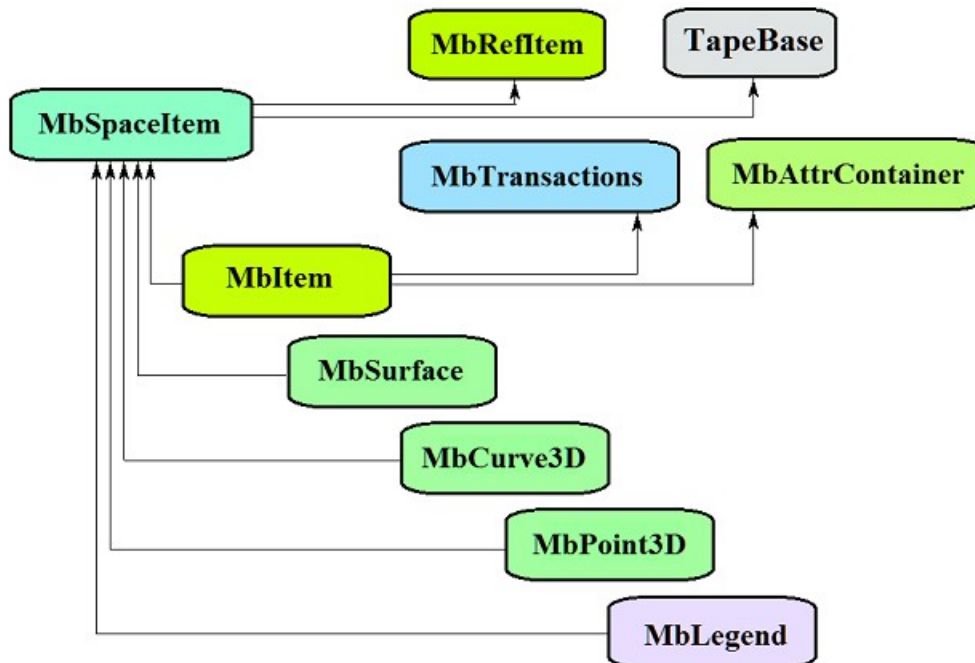 MbRefItem
TapeBase
MbSpaceItem
MbTransactions
MbAttrContainer
MbItem
MbSurface
MbCurve3D
MbPoint3D
MbLegend